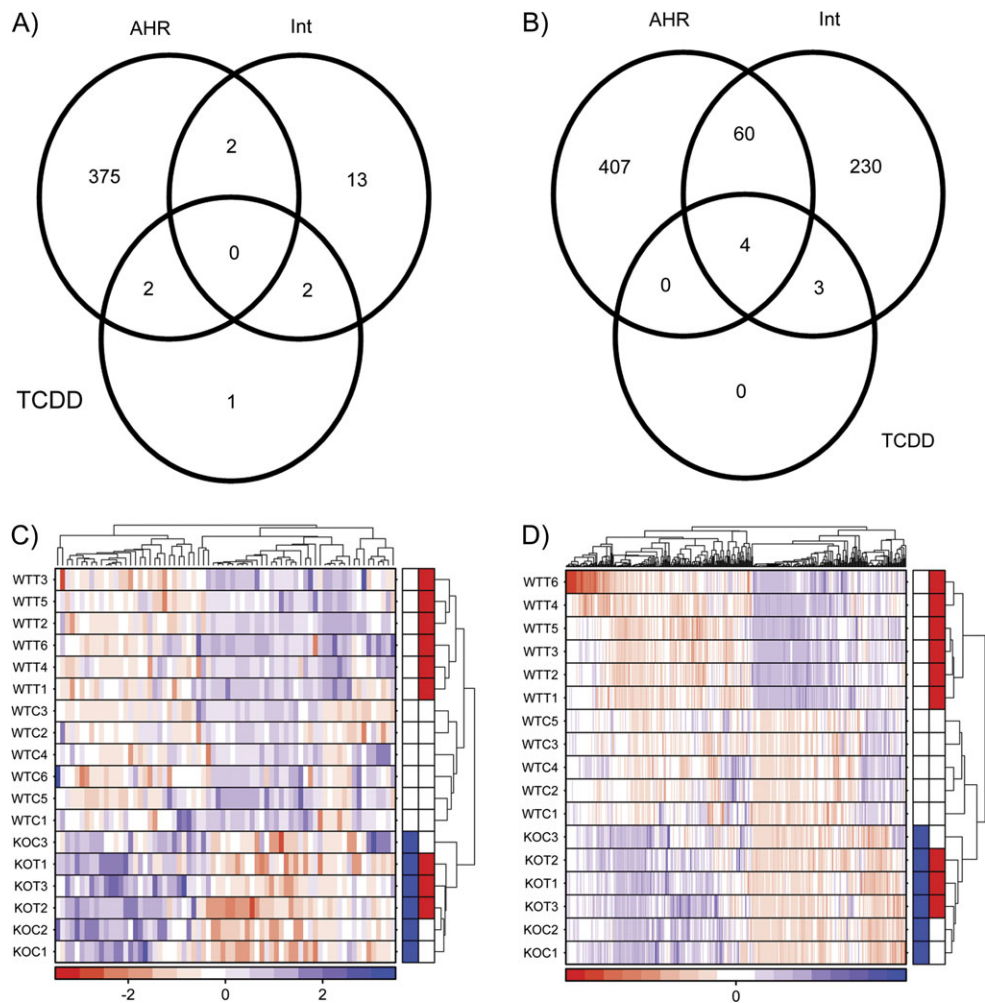 A)
AHR
Int
2
375
13
0
2
2
TCDD
1
B)
AHR
Int
60
407
230
4
0
3
0
TCDD
C)
WTT3
WTT5
WTT2
WTT6
WTT4
WTT1
WTC3
WTC2
WTC4
WTC6
WTC5
WTC1
KOC3
KOT1
KOT3
KOT2
KOC2
KOC1
-2 0 2
D)
WTT6
WTT4
WTT5
WTT3
WTT2
WTT1
WTC5
WTC3
WTC4
WTC2
WTC1
KOC3
KOT2
KOT1
KOT3
KOC2
KOC1
0